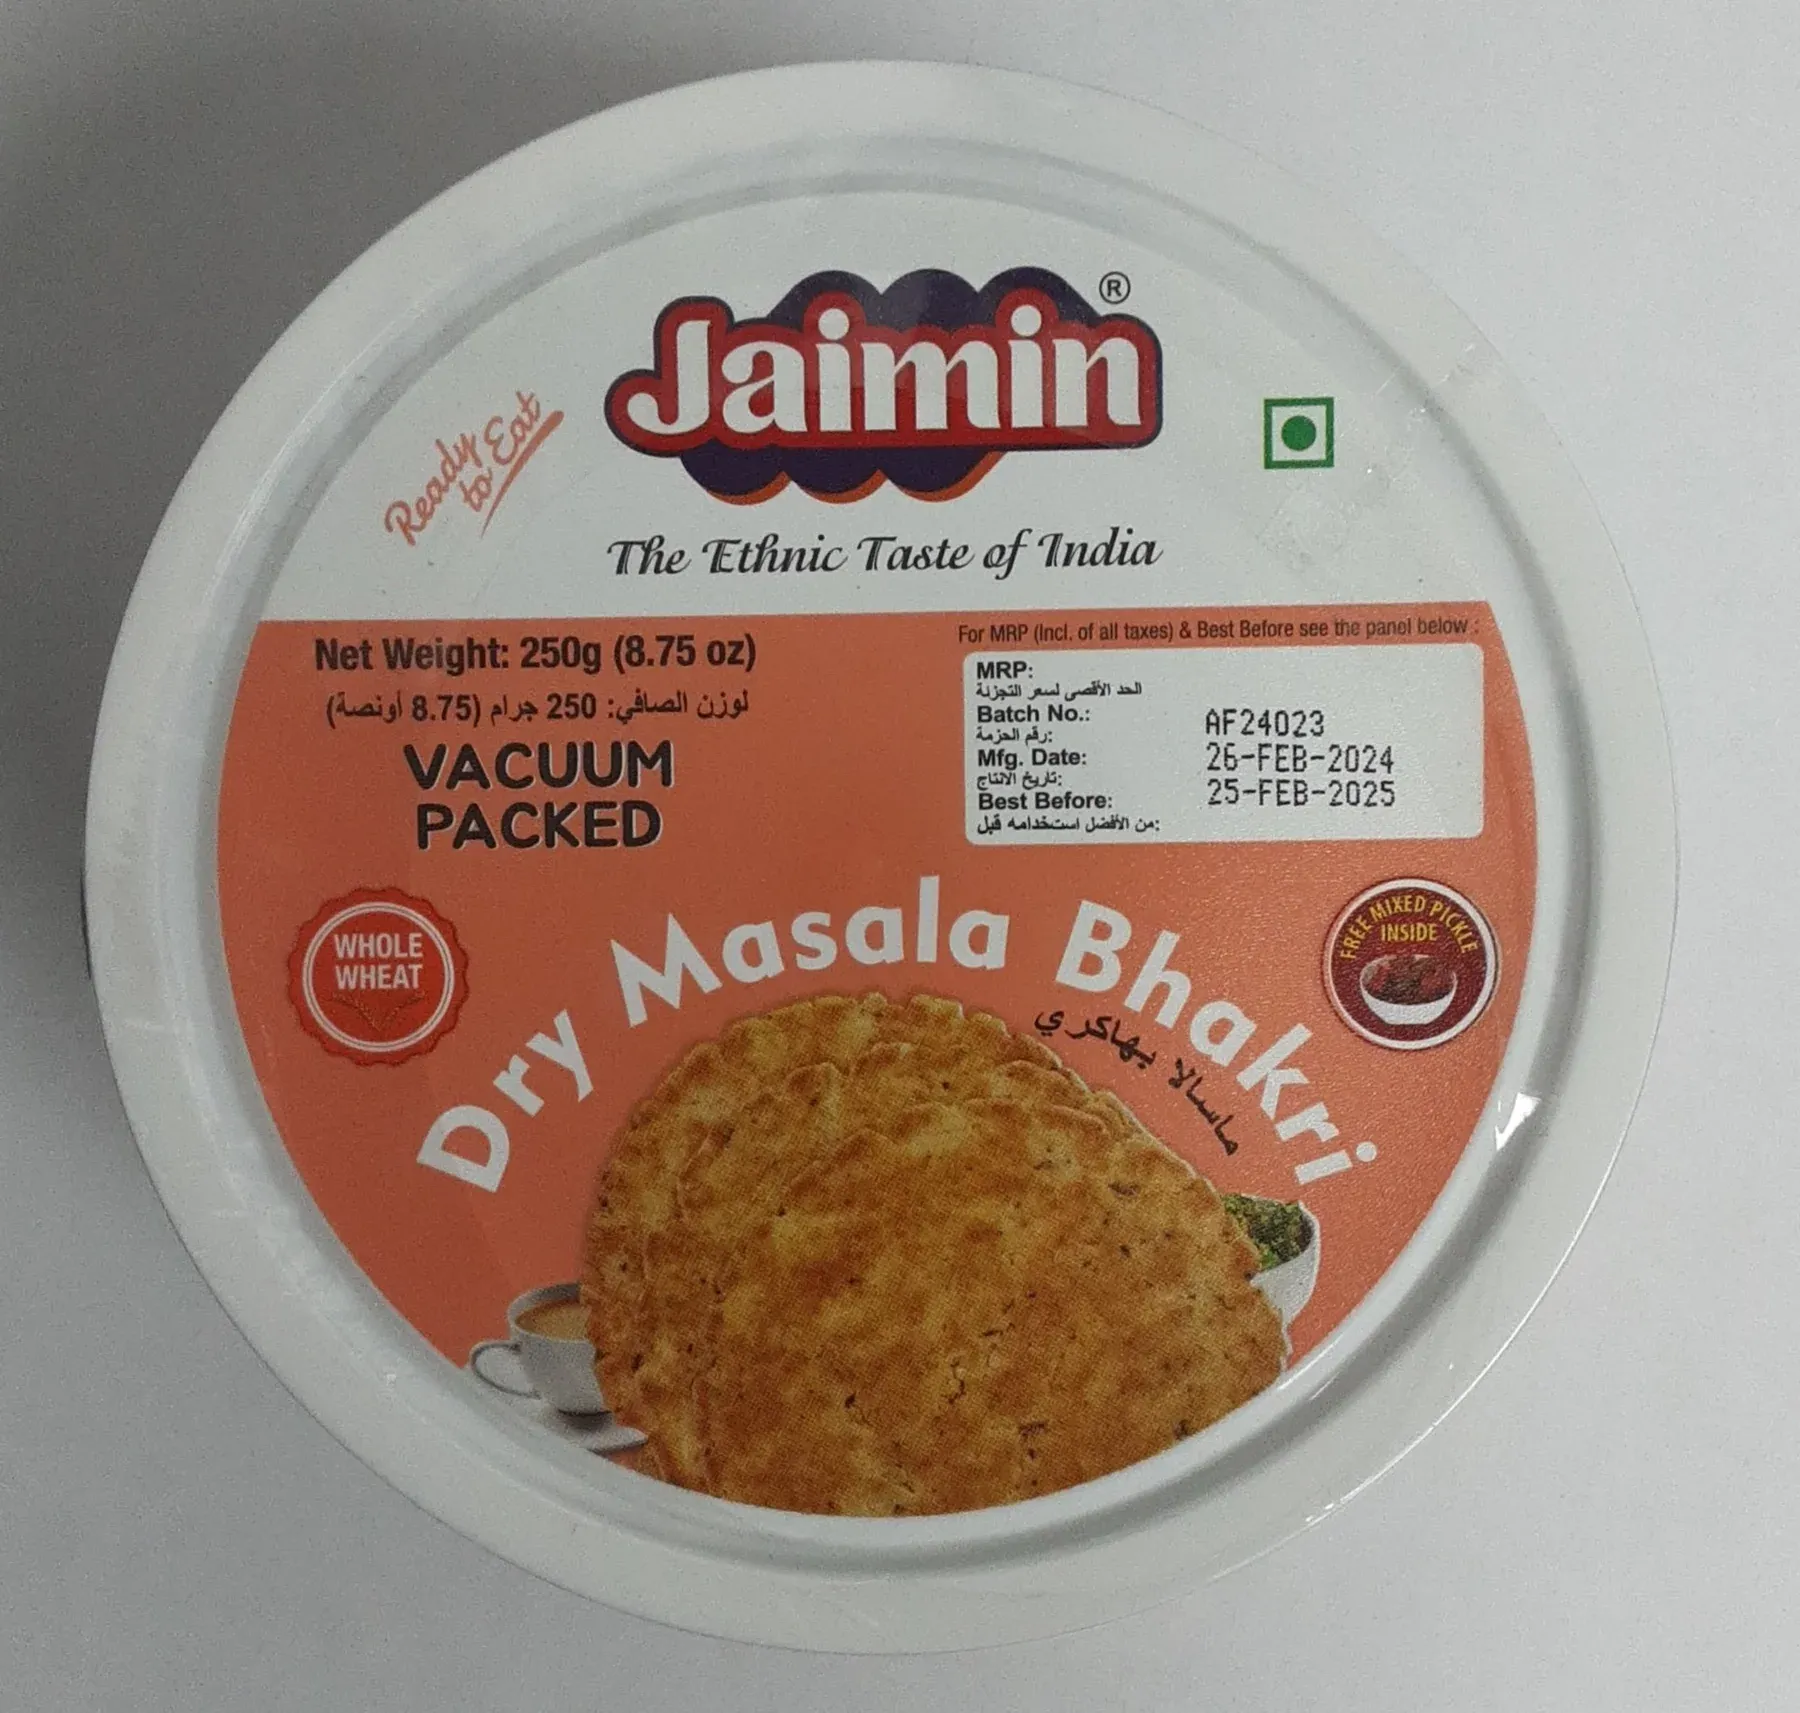 Jaimin®
Ready
to Eat
The Ethnic Taste of India
Net Weight: 250g (8.75 oz)
لوزن الصافي: 250 جرام (8.75 أونصة)
VACUUM
PACKED
For MRP (Incl. of all taxes) & Best Before see the panel below :
MRP:
الحد الأقصى لسعر التجزئة
Batch No.: AF24023
رقم الحزمة:
Mfg. Date: 26-FEB-2024
تاريخ الانتاج:
Best Before: 25-FEB-2025
من الأفضل استخدامه قبل:
WHOLE
WHEAT
Dry Masala Bhakri
ماسالا بهاكري
FREE MIXED PICKLE
INSIDE